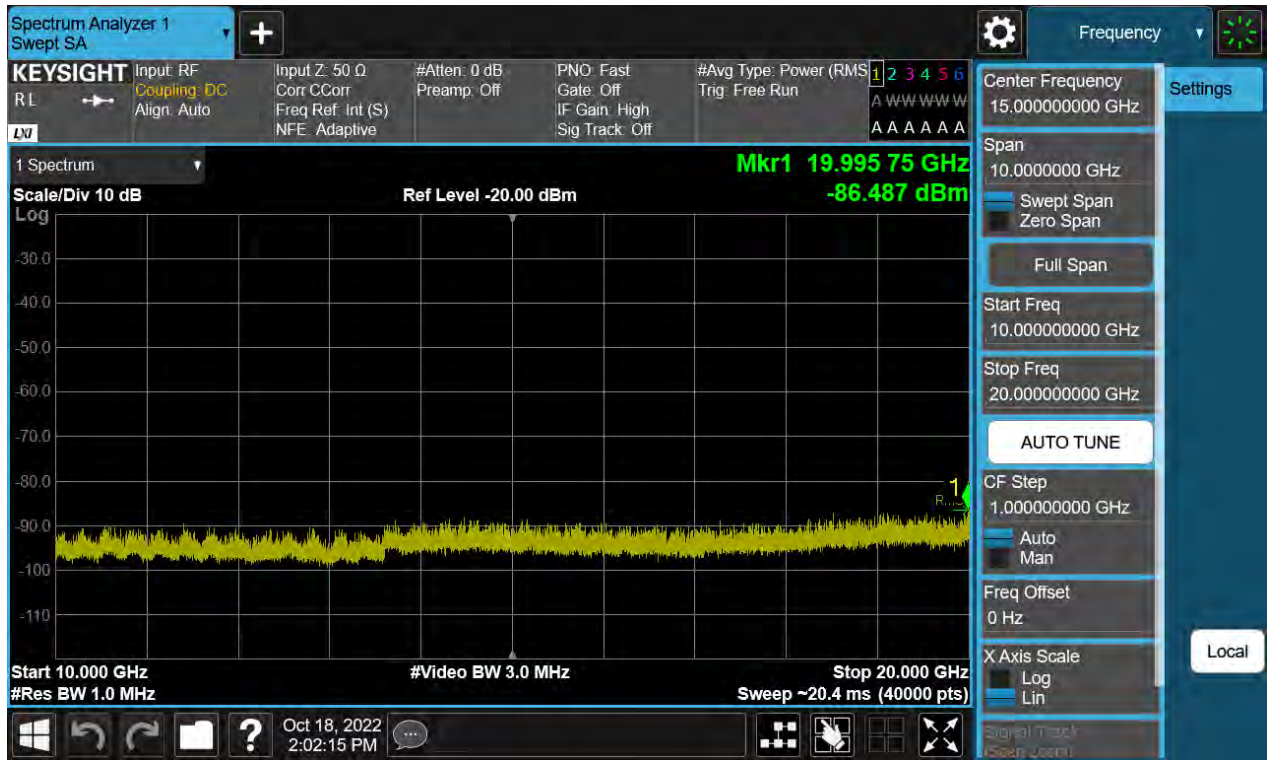 Spectrum Analyzer 1
Swept SA
+
Frequency
KEYSIGHT
RL
LXI
Input: RF
Coupling: DC
Align: Auto
Input Z: 50 Ω
Corr CCorr
Freq Ref: Int (S)
NFE: Adaptive
#Atten: 0 dB
Preamp: Off
PNO: Fast
Gate: Off
IF Gain: High
Sig Track: Off
#Avg Type: Power (RMS
Trig: Free Run
1 2 3 4 5 6
A W W W W W
A A A A A A
1 Spectrum
Scale/Div 10 dB
Ref Level -20.00 dBm
Mkr1 19.995 75 GHz
-86.487 dBm
Log
-30.0
-40.0
-50.0
-60.0
-70.0
-80.0
-90.0
-100
-110
1
Start 10.000 GHz
#Video BW 3.0 MHz
Stop 20.000 GHz
#Res BW 1.0 MHz
Sweep ~20.4 ms (40000 pts)
?
Oct 18, 2022
2:02:15 PM
Center Frequency
15.000000000 GHz
Span
10.0000000 GHz
Swept Span
Zero Span
Full Span
Start Freq
10.000000000 GHz
Stop Freq
20.000000000 GHz
AUTO TUNE
CF Step
1.000000000 GHz
Auto
Man
Freq Offset
0 Hz
X Axis Scale
Log
Lin
Signal Track
(Span Zoom)
Settings
Local